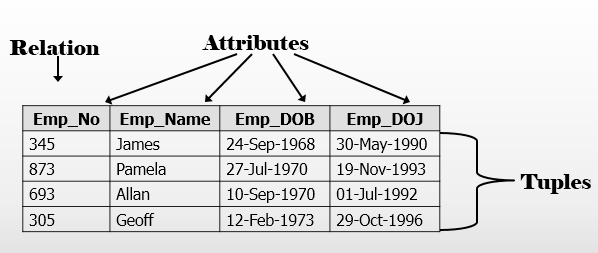 Attributes
Relation
Emp_No Emp_Name Emp_DOB Emp_DOJ
345 James 24-Sep-1968 30-May-1990
873 Pamela 27-Jul-1970 19-Nov-1993
693 Allan 10-Sep-1970 01-Jul-1992
305 Geoff 12-Feb-1973 29-Oct-1996
Tuples